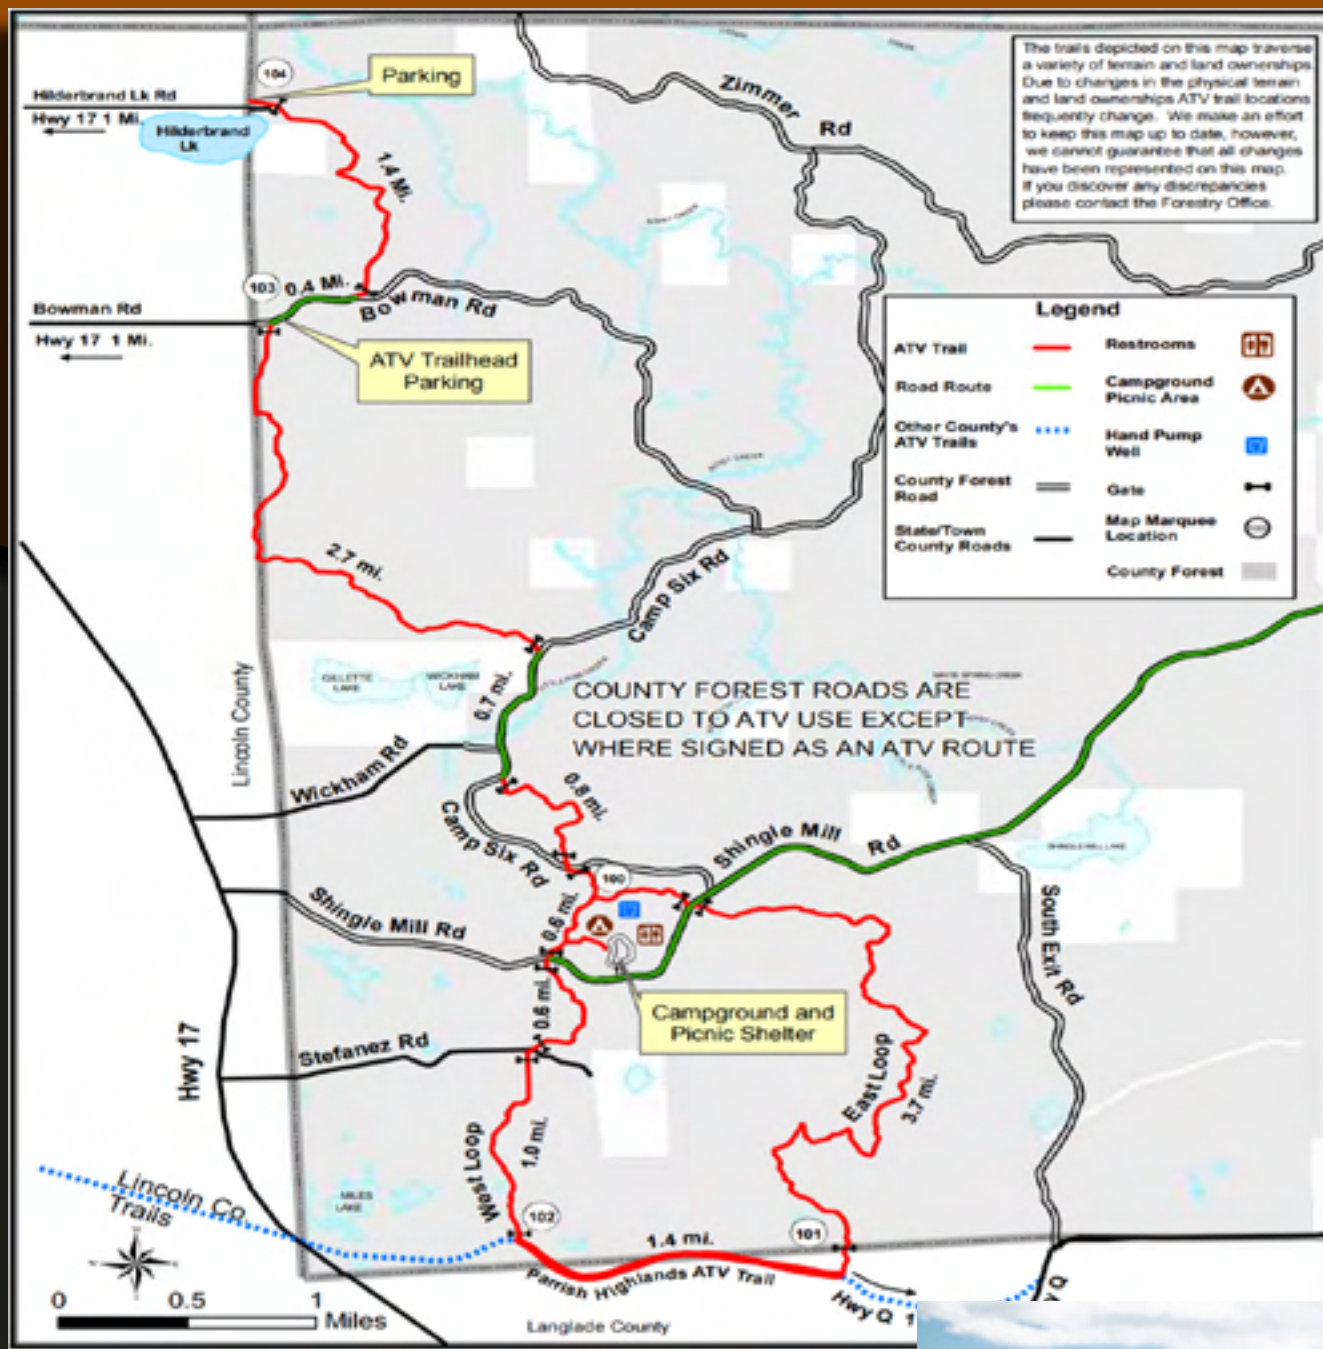 The trails depicted on this map traverse
a variety of terrain and land ownerships
Due to changes in the physical terrain
and land ownerships ATV trail locations
frequently change. We make an effort
to keep this map up to date, however,
we cannot guarantee that all changes
have been represented on this map.
If you discover any discrepancies
please contact the Forestry Office.
104
Parking
Hilderbrand Lk Rd
Hwy 17 1 Mi.
Hilderbrand
Lk
1.4 Mi.
Zimmer
Rd
103
0.4 Mi.
Bowman Rd
Bowman Rd
Hwy 17 1 Mi.
ATV Trailhead
Parking
Legend
ATV Trail
Restrooms
Road Route
Campground
Picnic Area
Other County's
ATV Trails
Hand Pump
Well
County Forest
Road
Gate
State/Town
County Roads
Map Marquee
Location
County Forest
2.7 mi.
Camp Six Rd
Lincoln County
GILLETTE
LAKE
WICKHAM
LAKE
0.7 mi.
COUNTY FOREST ROADS ARE
CLOSED TO ATV USE EXCEPT
WHERE SIGNED AS AN ATV ROUTE
Wickham Rd
0.8 mi.
Camp Six Rd
Shingle Mill
Rd
SHINGLE MILL LAKE
100
Shingle Mill Rd
0.6 mi.
South Exit Rd
0.6 mi.
Campground and
Picnic Shelter
Hwy 17
Stefanez Rd
East Loop
3.7 mi.
1.0 mi.
West Loop
Lincoln Co
Trails
MILES
LAKE
102
101
1.4 mi.
Parrish Highlands ATV Trail
Hwy Q 1
Q
0 0.5 1
Miles
Langlade County